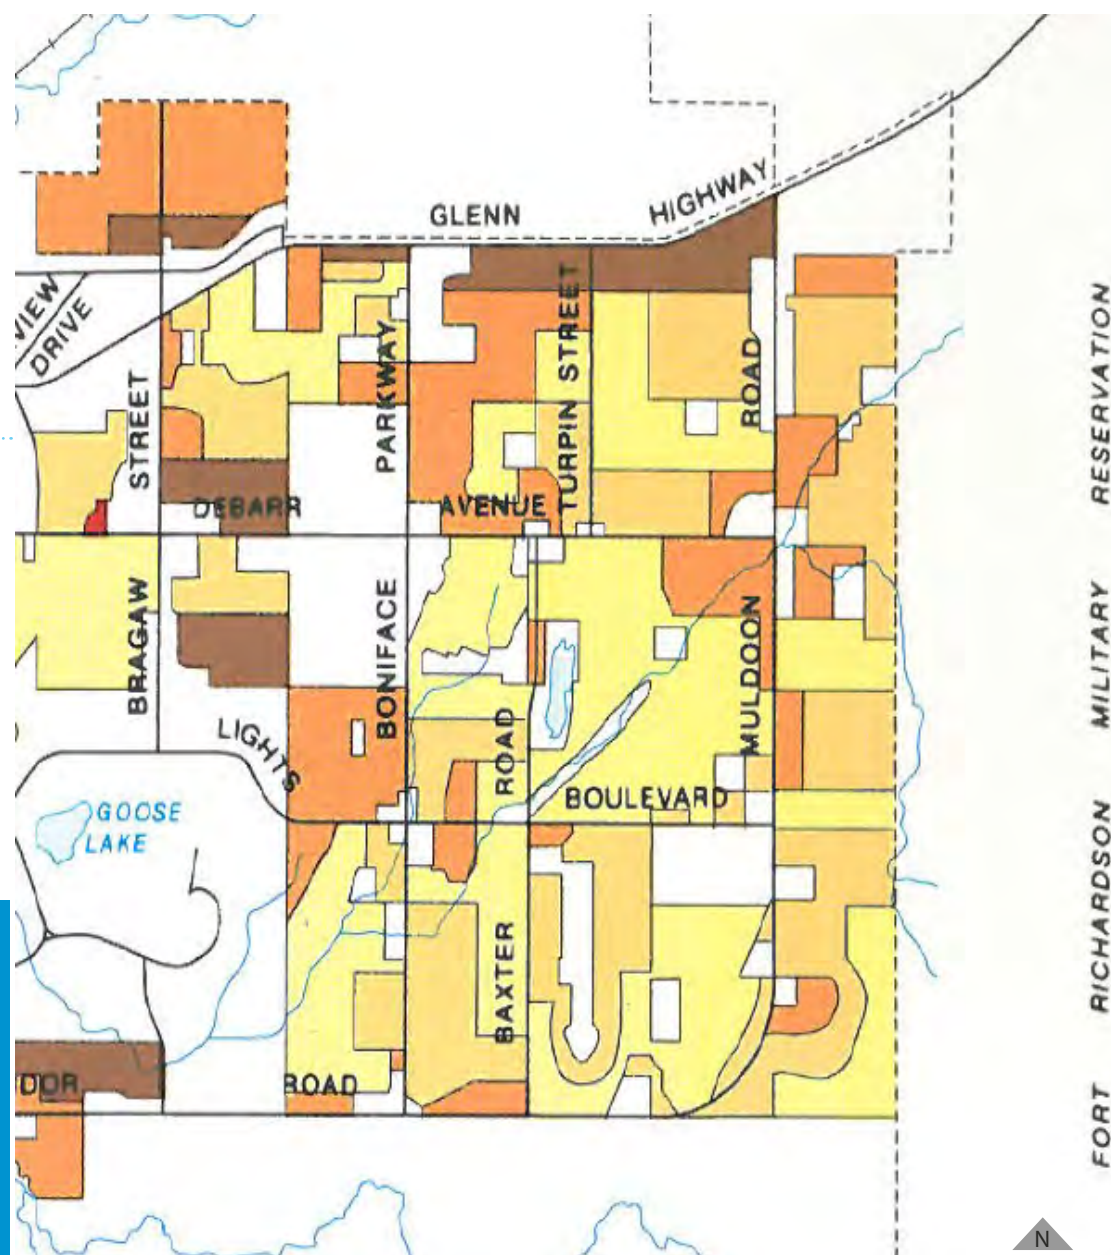 GLENN
HIGHWAY
VIEW
DRIVE
STREET
PARKWAY
TURPIN STREET
ROAD
DEBARR
AVENUE
BRAGAW
BONIFACE
MULDOON
LIGHTS
ROAD
BOULEVARD
GOOSE
LAKE
BAXTER
DOR
ROAD
FORT RICHARDSON MILITARY RESERVATION
N